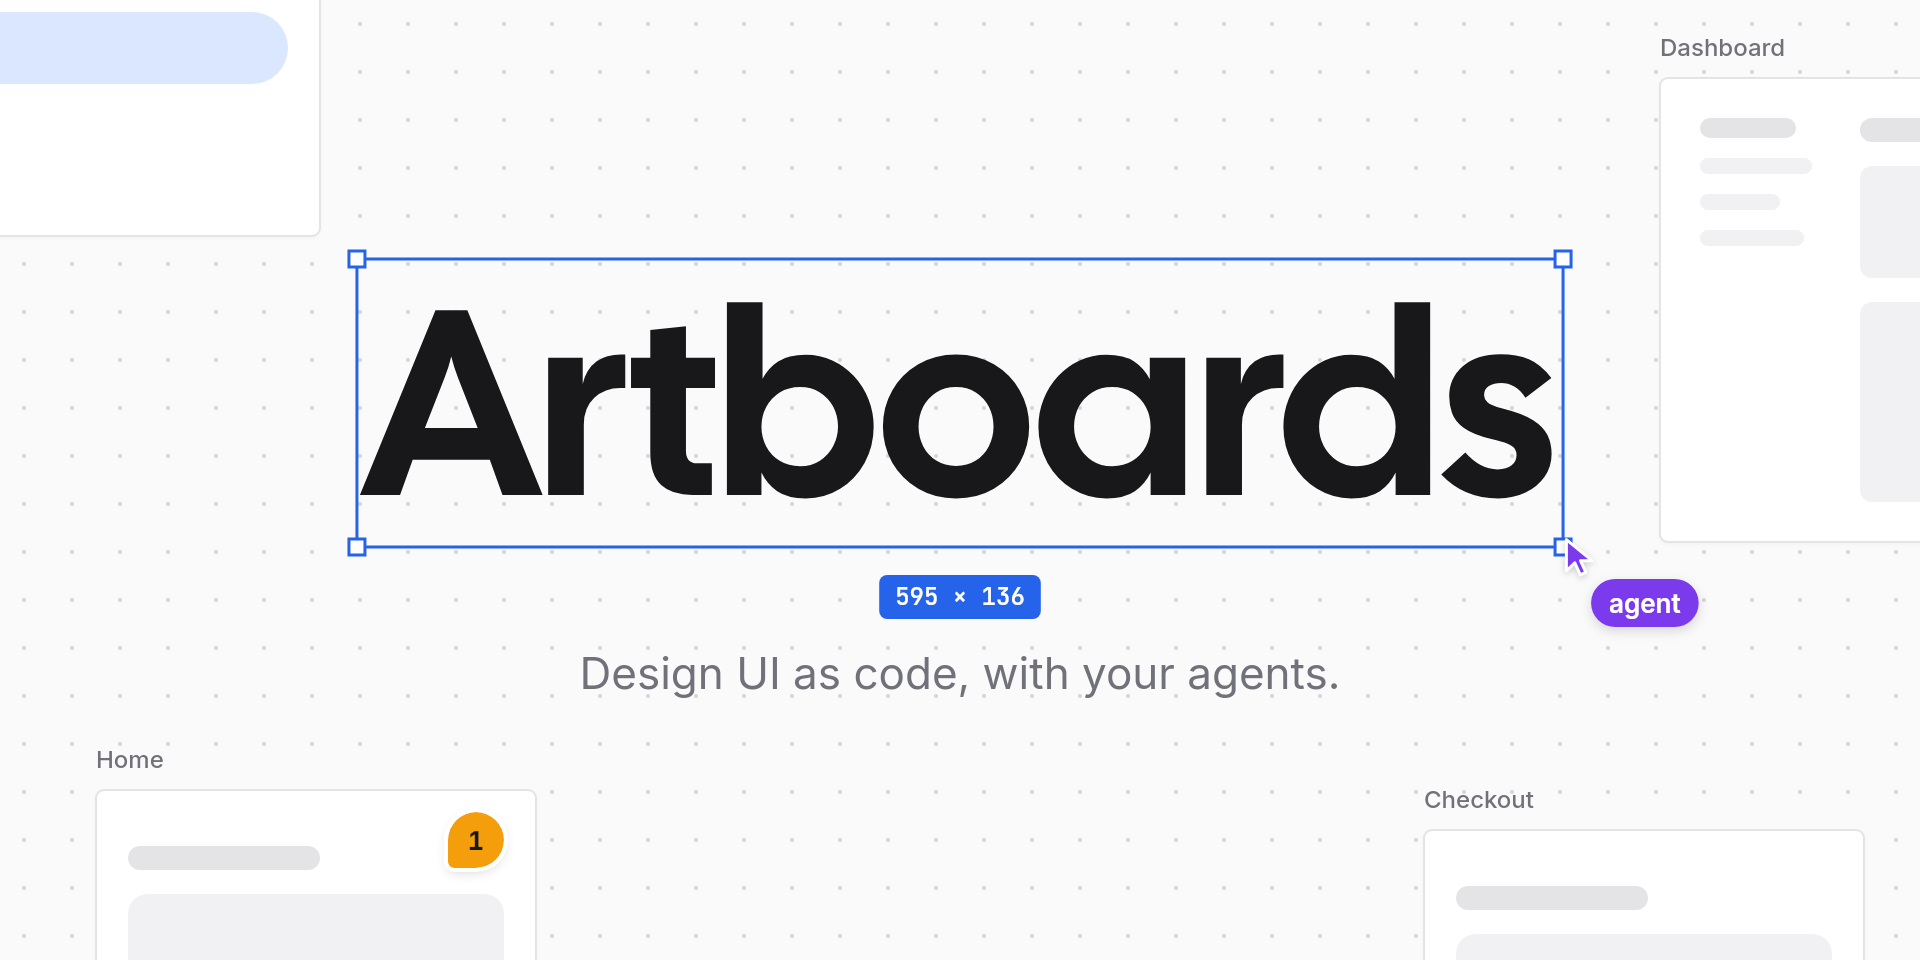 Dashboard
Artboards
595 × 136
agent
Design UI as code, with your agents.
Home
1
Checkout